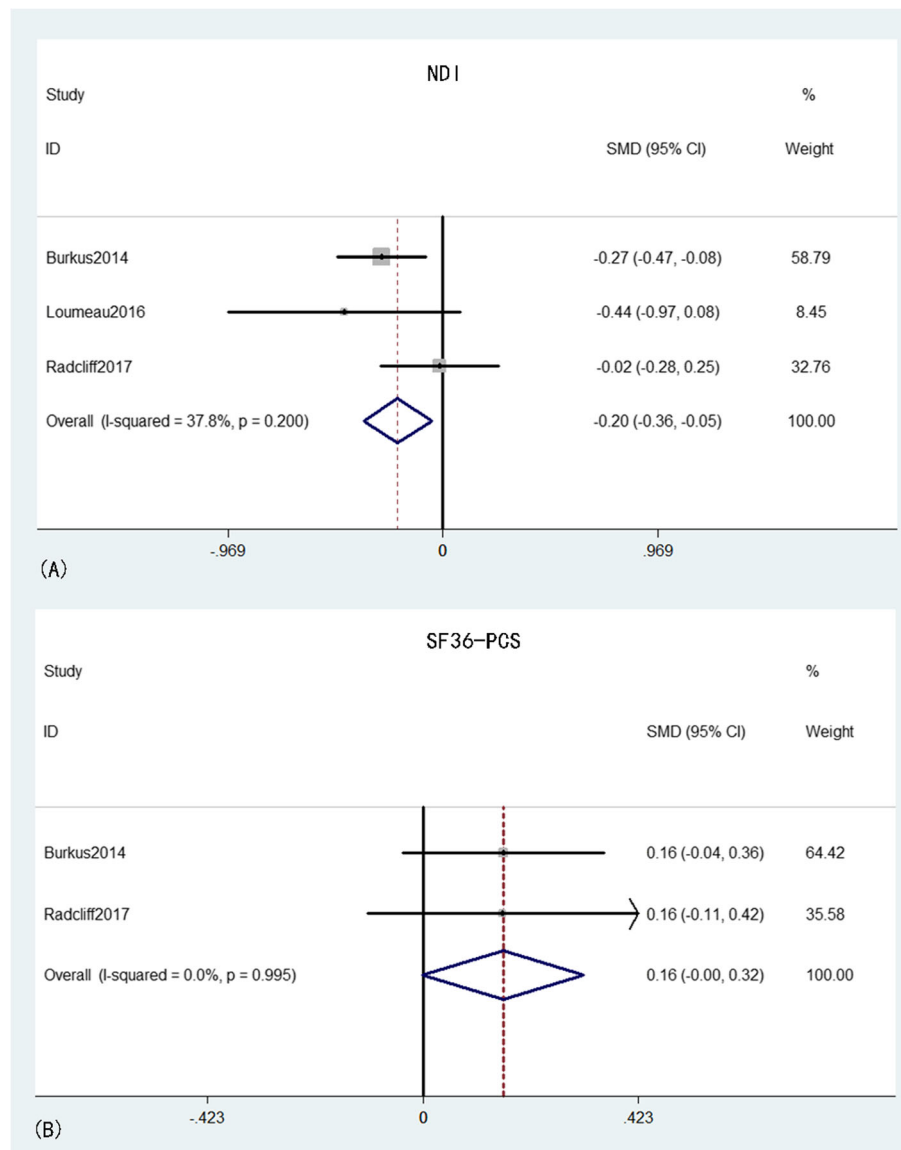 NDI
Study %
ID SMD (95% CI) Weight
Burkus2014 -0.27 (-0.47, -0.08) 58.79
Loumeau2016 -0.44 (-0.97, 0.08) 8.45
Radcliff2017 -0.02 (-0.28, 0.25) 32.76
Overall (I-squared = 37.8%, p = 0.200) -0.20 (-0.36, -0.05) 100.00
-.969 0 .969
(A)
SF36-PCS
Study %
ID SMD (95% CI) Weight
Burkus2014 0.16 (-0.04, 0.36) 64.42
Radcliff2017 0.16 (-0.11, 0.42) 35.58
Overall (I-squared = 0.0%, p = 0.995) 0.16 (-0.00, 0.32) 100.00
-.423 0 .423
(B)